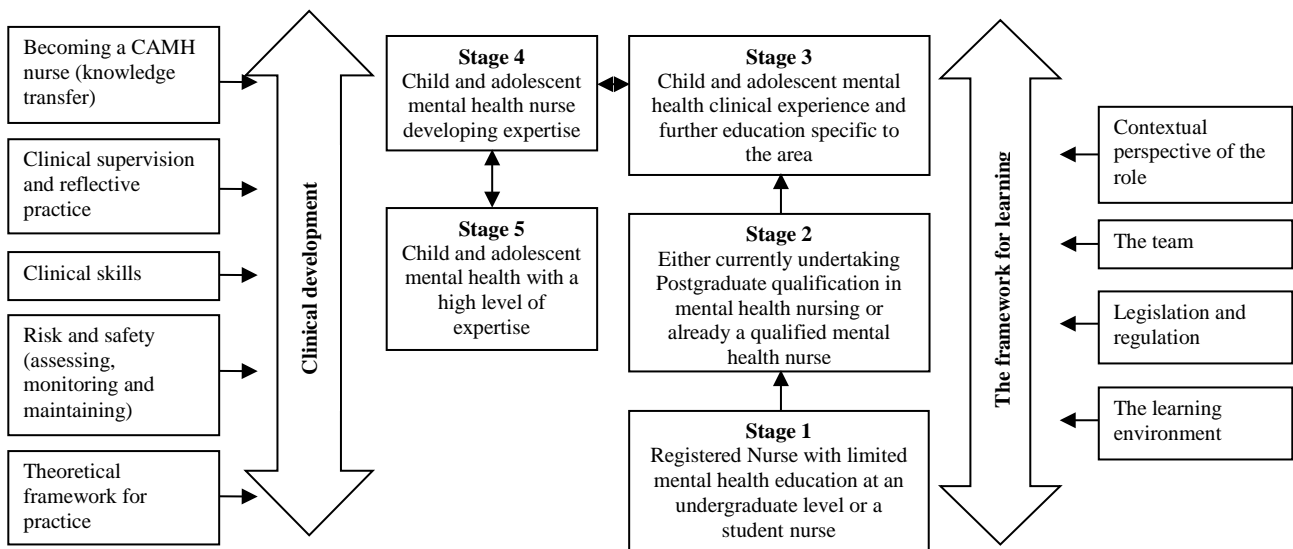 Becoming a CAMH
nurse (knowledge
transfer)
Clinical supervision
and reflective
practice
Clinical skills
Risk and safety
(assessing,
monitoring and
maintaining)
Theoretical
framework for
practice
Clinical development
Stage 4
Child and adolescent
mental health nurse
developing expertise
Stage 5
Child and adolescent
mental health with a
high level of
expertise
Stage 3
Child and adolescent mental
health clinical experience and
further education specific to
the area
Stage 2
Either currently undertaking
Postgraduate qualification in
mental health nursing or
already a qualified mental
health nurse
Stage 1
Registered Nurse with limited
mental health education at an
undergraduate level or a
student nurse
The framework for learning
Contextual
perspective of the
role
The team
Legislation and
regulation
The learning
environment